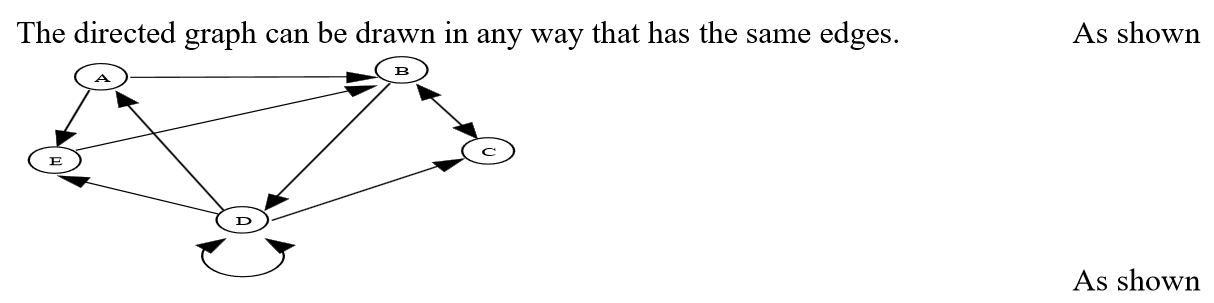 The directed graph can be drawn in any way that has the same edges. As shown
A
B
C
E
D
As shown